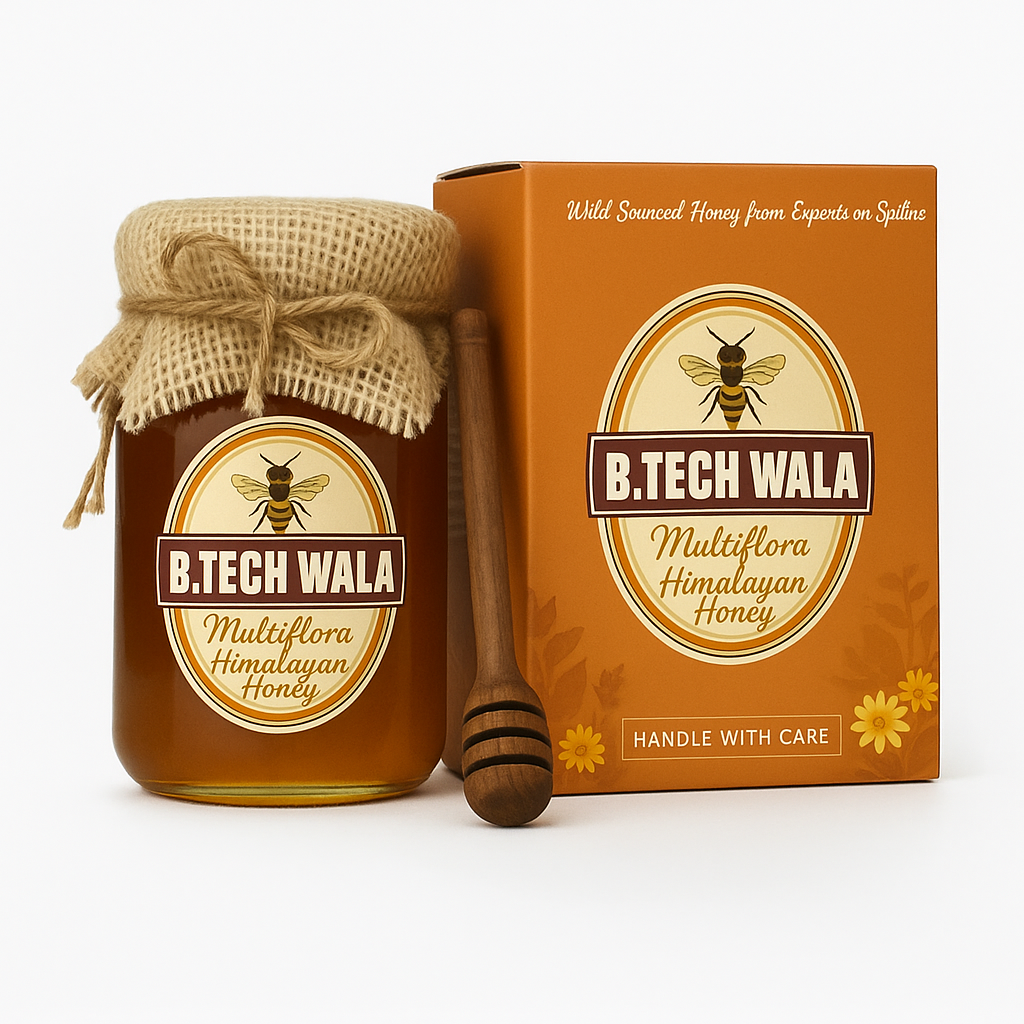 B.TECH WALA
Multiflora
Himalayan
Honey
Wild Sounced Honey from Experts on Spitins
B.TECH WALA
Multiflora
Himalayan
Honey
HANDLE WITH CARE